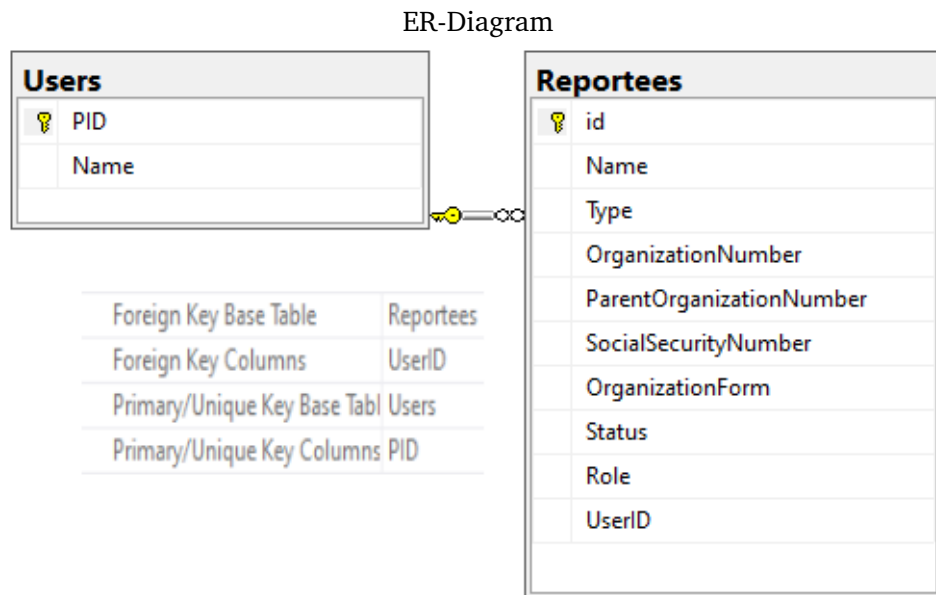 ER-Diagram
Users
PID
Name
Reportees
id
Name
Type
OrganizationNumber
ParentOrganizationNumber
SocialSecurityNumber
OrganizationForm
Status
Role
UserID
Foreign Key Base Table Reportees
Foreign Key Columns UserID
Primary/Unique Key Base Tabl Users
Primary/Unique Key Columns PID